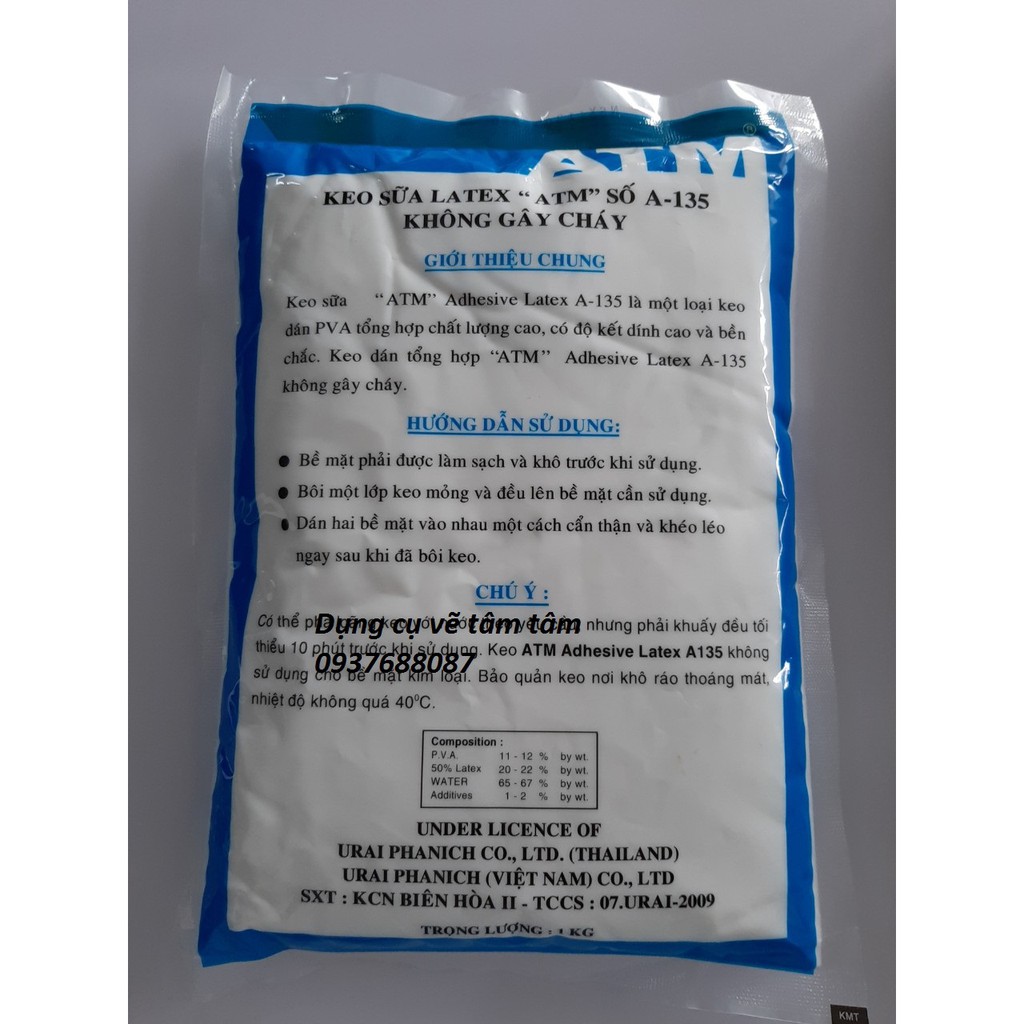 ATM®
KEO SỮA LATEX “ATM” SỐ A-135
KHÔNG GÂY CHÁY
GIỚI THIỆU CHUNG
Keo sữa “ATM” Adhesive Latex A-135 là một loại keo
dán PVA tổng hợp chất lượng cao, có độ kết dính cao và bền
chắc. Keo dán tổng hợp “ATM” Adhesive Latex A-135
không gây cháy.
HƯỚNG DẪN SỬ DỤNG:
● Bề mặt phải được làm sạch và khô trước khi sử dụng.
● Bôi một lớp keo mỏng và đều lên bề mặt cần sử dụng.
● Dán hai bề mặt vào nhau một cách cẩn thận và khéo léo
ngay sau khi đã bôi keo.
CHÚ Ý :
Có thể nhưng phải khuấy đều tối
Dụng cụ vẽ tâm tâm
thiểu 10 phút trước khi sử dụng. Keo ATM Adhesive Latex A135 không
0937688087
sử dụng cho bề mặt kim loại. Bảo quản keo nơi khô ráo thoáng mát,
nhiệt độ không quá 40⁰C.
Composition :
P.V.A. 11 - 12 % by wt.
50% Latex 20 - 22 % by wt.
WATER 65 - 67 % by wt.
Additives 1 - 2 % by wt.
UNDER LICENCE OF
URAI PHANICH CO., LTD. (THAILAND)
URAI PHANICH (VIỆT NAM) CO., LTD
SXT : KCN BIÊN HÒA II - TCCS : 07.URAI-2009
TRỌNG LƯỢNG : 1 KG
KMT